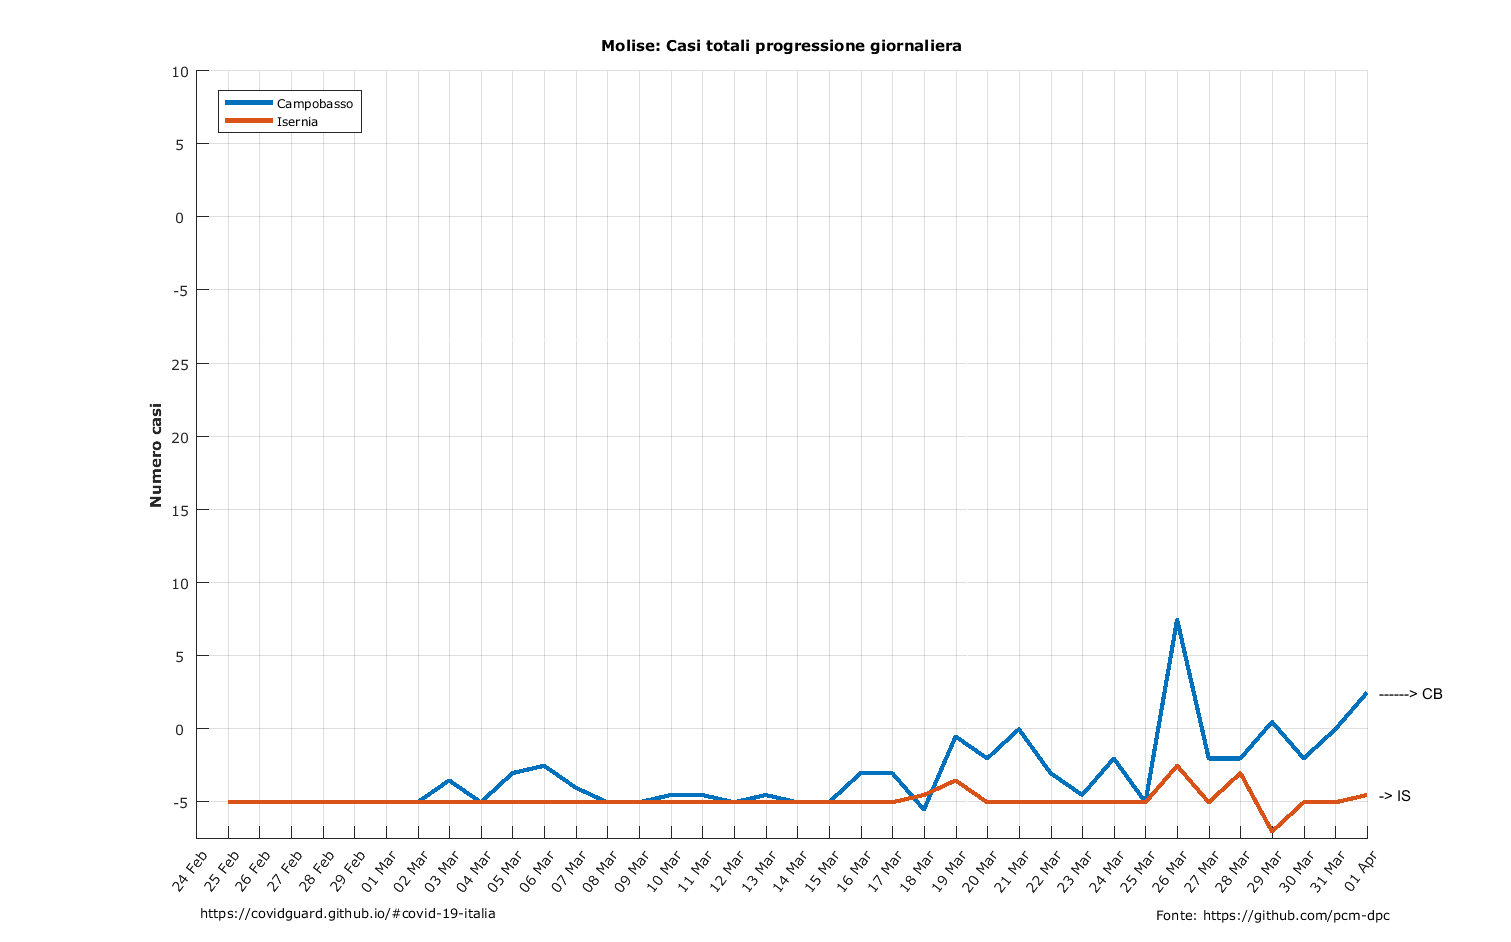 Molise: Casi totali progressione giornaliera
Campobasso
Isernia
10
5
0
-5
25
20
15
10
5
0
-5
Numero casi
------> CB
-> IS
24 Feb
25 Feb
26 Feb
27 Feb
28 Feb
29 Feb
01 Mar
02 Mar
03 Mar
04 Mar
05 Mar
06 Mar
07 Mar
08 Mar
09 Mar
10 Mar
11 Mar
12 Mar
13 Mar
14 Mar
15 Mar
16 Mar
17 Mar
18 Mar
19 Mar
20 Mar
21 Mar
22 Mar
23 Mar
24 Mar
25 Mar
26 Mar
27 Mar
28 Mar
29 Mar
30 Mar
31 Mar
01 Apr
https://covidguard.github.io/#covid-19-italia
Fonte: https://github.com/pcm-dpc